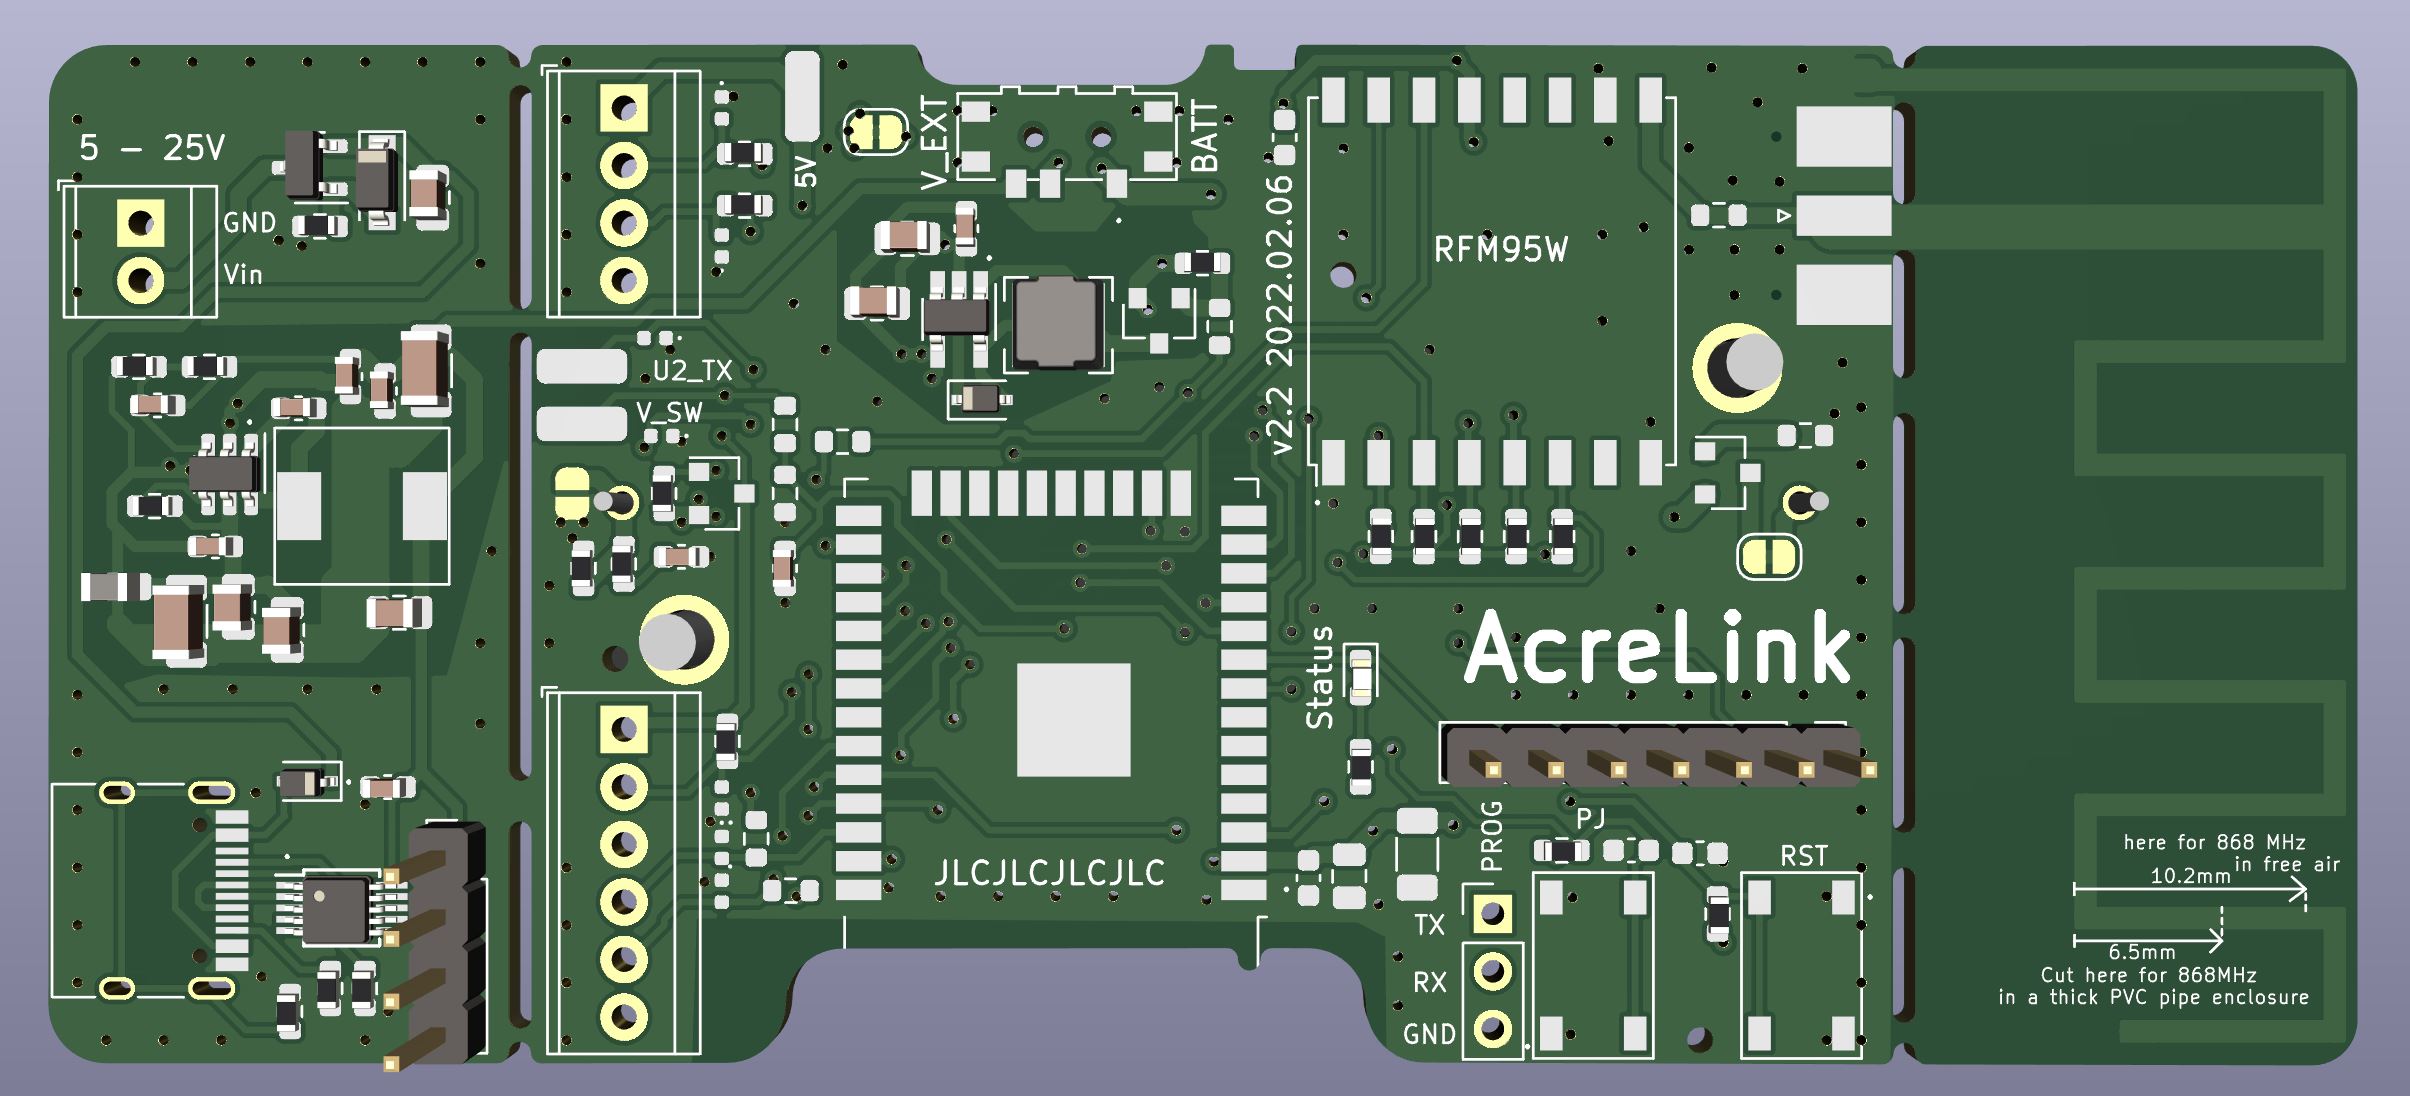 5 - 25V
GND
Vin
5V
V_EXT
BATT
U2_TX
V_SW
v2.2 2022.02.06
RFM95W
AcreLink
Status
JLCJLCJLCJLC
PROG
PJ
RST
TX
RX
GND
here for 868 MHz
in free air
10.2mm
6.5mm
Cut here for 868MHz
in a thick PVC pipe enclosure